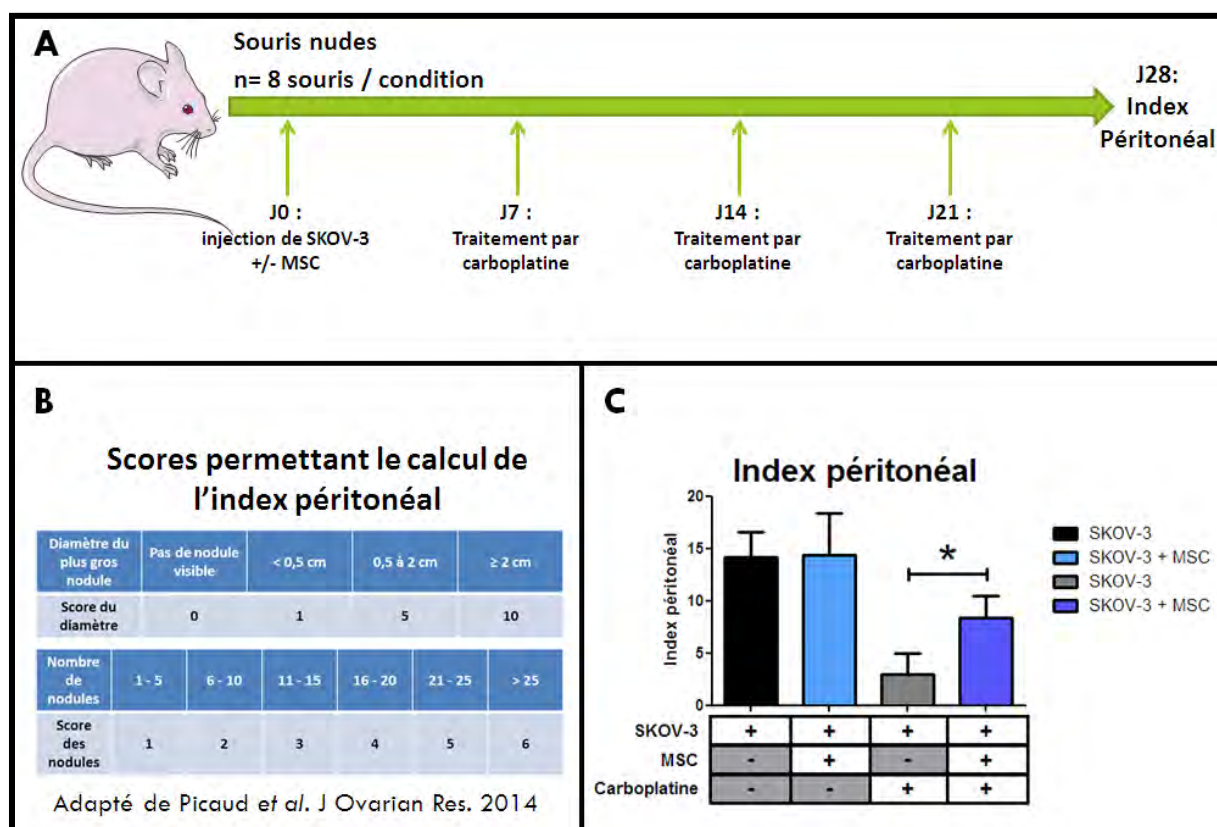 A
Souris nudes
n= 8 souris / condition
J28:
Index
Péritonéal
J0 :
injection de SKOV-3
+/- MSC
J7 :
Traitement par
carboplatine
J14 :
Traitement par
carboplatine
J21 :
Traitement par
carboplatine
B
Scores permettant le calcul de
l'index péritonéal
Diamètre du
plus gros
nodule
Pas de nodule
visible
< 0,5 cm
0,5 à 2 cm
≥ 2 cm
Score du
diamètre
0
1
5
10
Nombre
de
nodules
1 - 5
6 - 10
11 - 15
16 - 20
21 - 25
> 25
Score
des
nodules
1
2
3
4
5
6
Adapté de Picaud et al. J Ovarian Res. 2014
C
Index péritonéal
Index péritonéal
20
15
10
5
0
*
SKOV-3
SKOV-3 + MSC
SKOV-3
SKOV-3 + MSC
SKOV-3 + + + +
MSC - + - +
Carboplatine - - + +